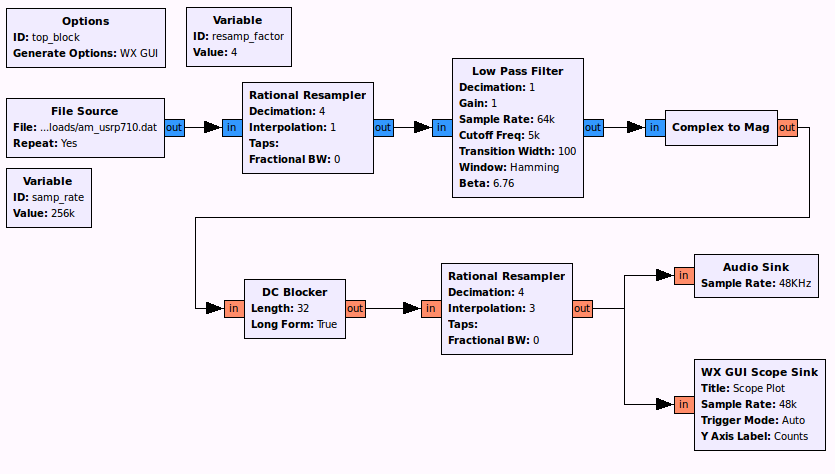 Options
ID: top_block
Generate Options: WX GUI
Variable
ID: resamp_factor
Value: 4
File Source
File: ...loads/am_usrp710.dat
Repeat: Yes
out
in
Rational Resampler
Decimation: 4
Interpolation: 1
Taps:
Fractional BW: 0
out
in
Low Pass Filter
Decimation: 1
Gain: 1
Sample Rate: 64k
Cutoff Freq: 5k
Transition Width: 100
Window: Hamming
Beta: 6.76
out
in
Complex to Mag
out
Variable
ID: samp_rate
Value: 256k
in
DC Blocker
Length: 32
Long Form: True
out
in
Rational Resampler
Decimation: 4
Interpolation: 3
Taps:
Fractional BW: 0
out
in
Audio Sink
Sample Rate: 48KHz
in
WX GUI Scope Sink
Title: Scope Plot
Sample Rate: 48k
Trigger Mode: Auto
Y Axis Label: Counts